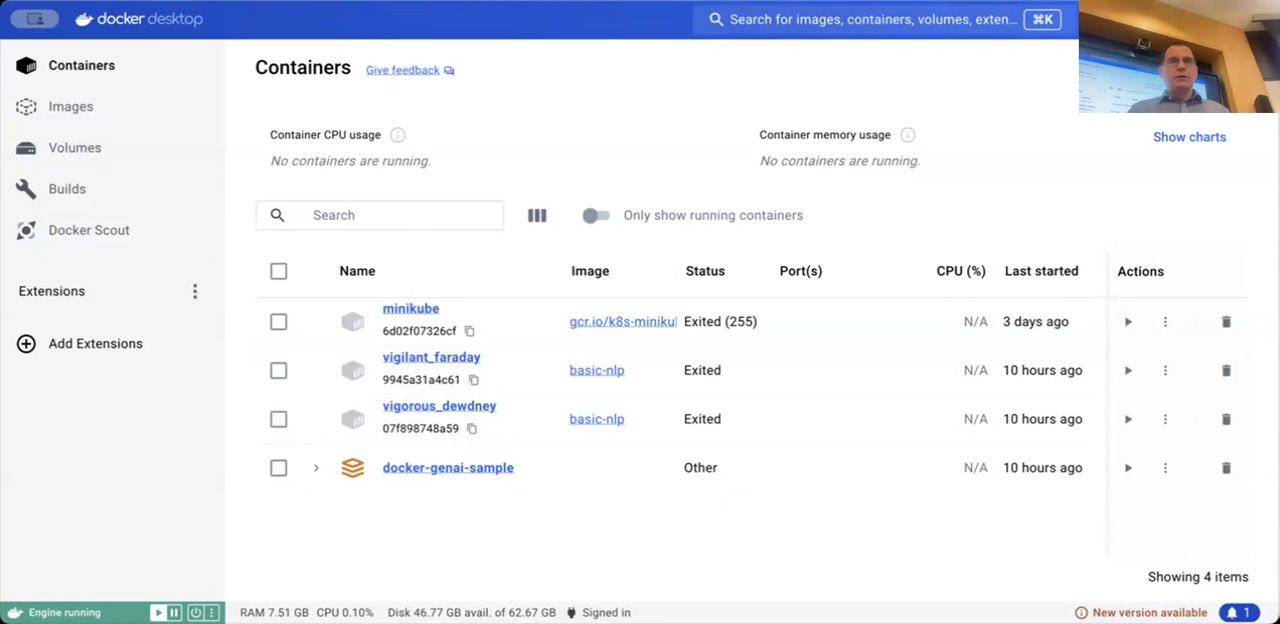 docker desktop
Search for images, containers, volumes, exten...
⌘K
Containers
Images
Volumes
Builds
Docker Scout
Extensions
Add Extensions
Containers
Give feedback
Container CPU usage
No containers are running.
Container memory usage
No containers are running.
Show charts
Search
Only show running containers
Name Image Status Port(s) CPU (%) Last started Actions
minikube
6d02f07326cf
gcr.io/k8s-miniku Exited (255) N/A 3 days ago
vigilant_faraday
9945a31a4c61
basic-nlp Exited N/A 10 hours ago
vigorous_dewdney
07f898748a59
basic-nlp Exited N/A 10 hours ago
docker-genai-sample Other N/A 10 hours ago
Showing 4 items
Engine running
RAM 7.51 GB CPU 0.10% Disk 46.77 GB avail. of 62.67 GB Signed in
New version available
1